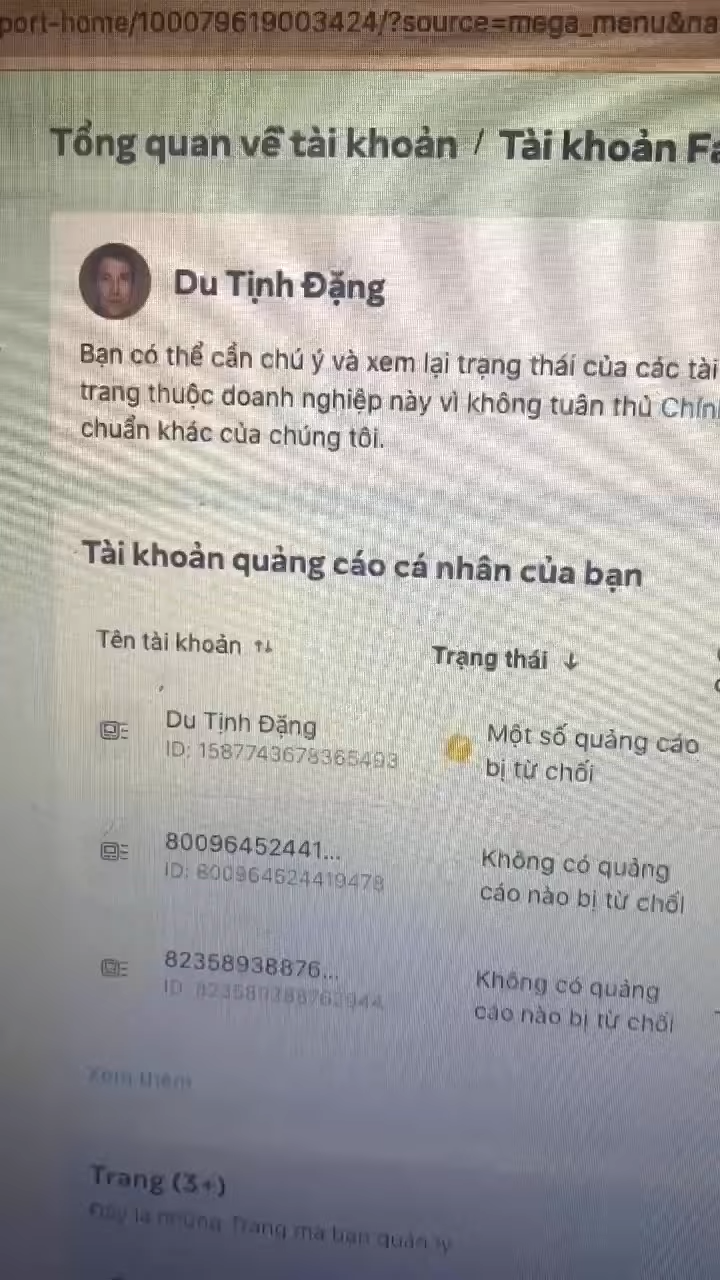 port-home/100079619003424/?source=mega_menu&na
Tổng quan về tài khoản / Tài khoản Fa
Du Tịnh Đặng
Bạn có thể cần chú ý và xem lại trạng thái của các tài
trang thuộc doanh nghiệp này vì không tuân thủ Chính
chuẩn khác của chúng tôi.
Tài khoản quảng cáo cá nhân của bạn
Tên tài khoản ↑↓
Trạng thái ↓
Du Tịnh Đặng
ID: 1587743678365493
Một số quảng cáo
bị từ chối
80096452441...
ID: 800964524419478
Không có quảng
cáo nào bị từ chối
82358938876...
ID: 823589388762944
Không có quảng
cáo nào bị từ chối
Xem thêm
Trang (3+)
Đây là những Trang mà bạn quản lý